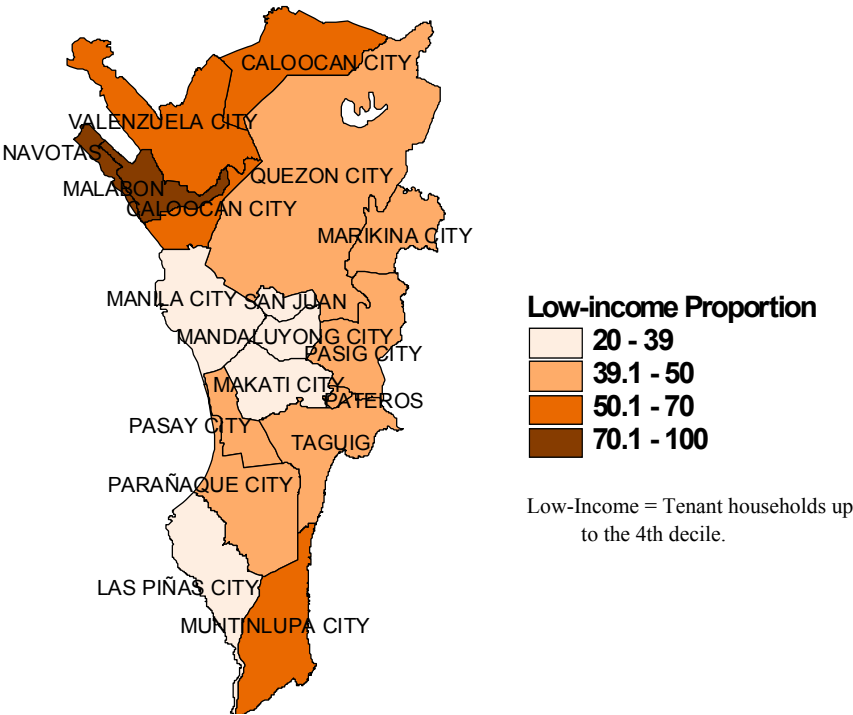 CALOOCAN CITY
VALENZUELA CITY
NAVOTAS
MALABON
QUEZON CITY
CALOOCAN CITY
MARIKINA CITY
MANILA CITY
SAN JUAN
MANDALUYONG CITY
PASIG CITY
MAKATI CITY
PATEROS
PASAY CITY
TAGUIG
PARAÑAQUE CITY
LAS PIÑAS CITY
MUNTINLUPA CITY
Low-income Proportion
20 - 39
39.1 - 50
50.1 - 70
70.1 - 100
Low-Income = Tenant households up
to the 4th decile.